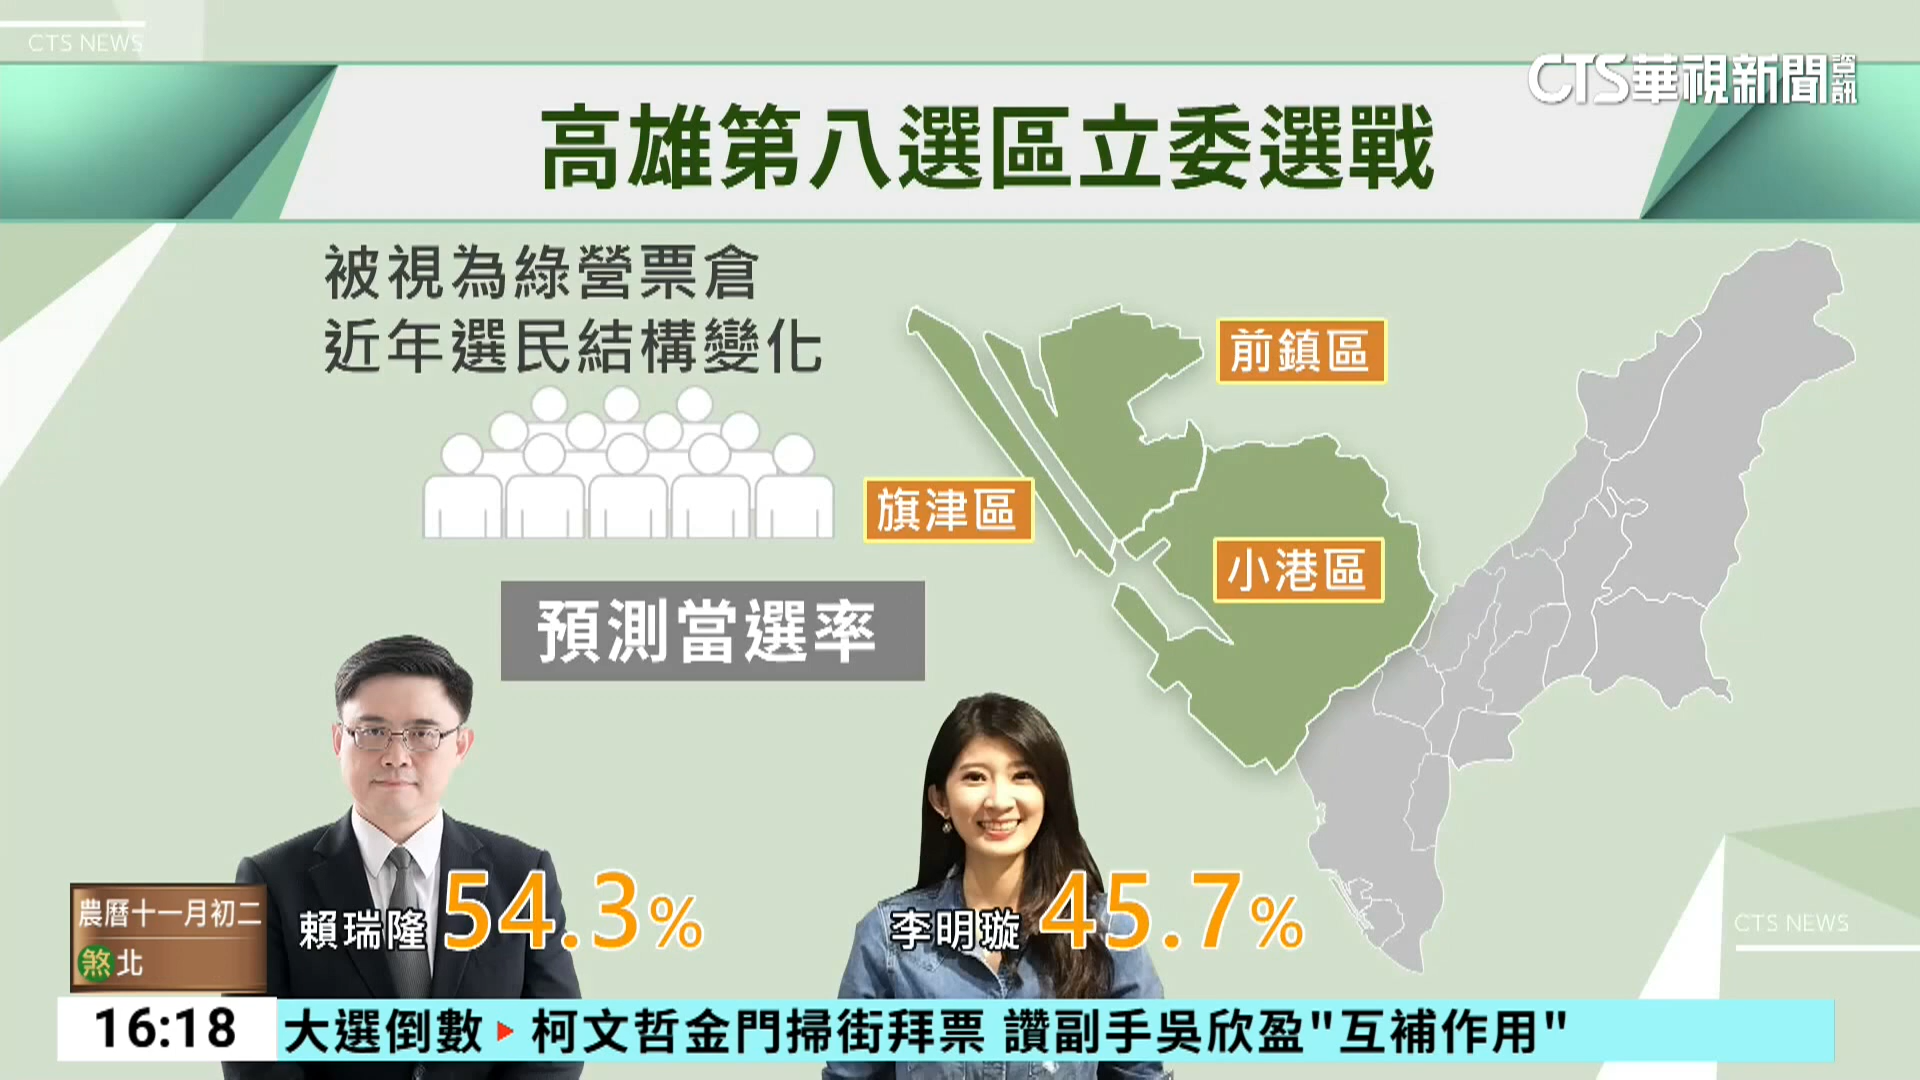 CTS NEWS
CTS華視新聞資訊
高雄第八選區立委選戰
被視為綠營票倉
近年選民結構變化
前鎮區
旗津區
小港區
預測當選率
賴瑞隆 54.3%
李明璇 45.7%
農曆十一月初二
煞北
CTS NEWS
16:18
大選倒數▶柯文哲金門掃街拜票 讚副手吳欣盈"互補作用"